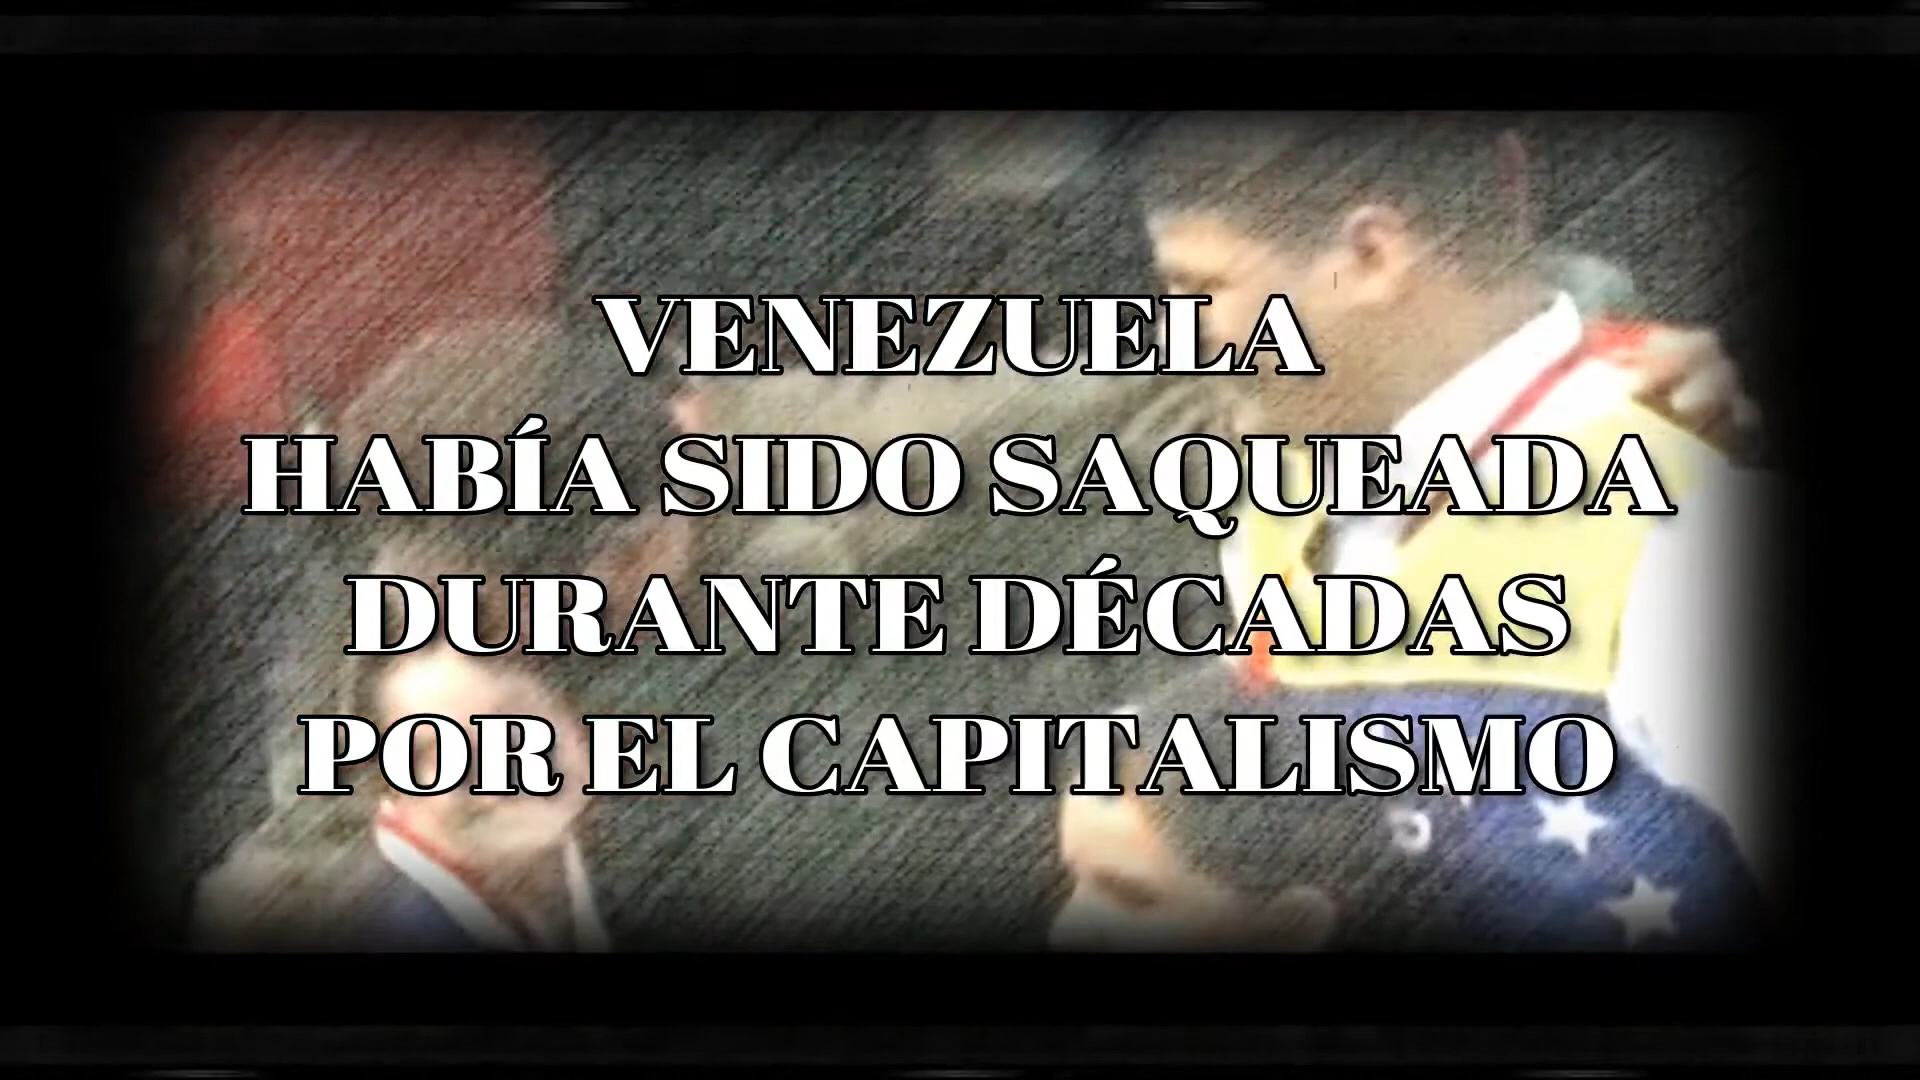 VENEZUELA
HABÍA SIDO SAQUEADA
DURANTE DÉCADAS
POR EL CAPITALISMO